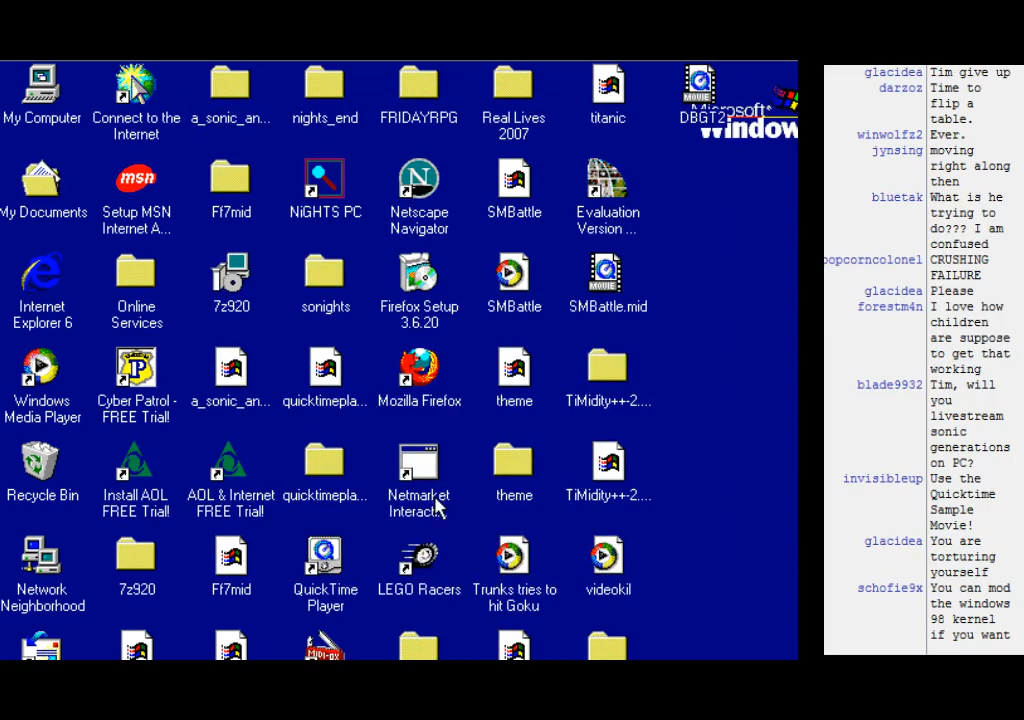 My Computer
Connect to the
Internet
a_sonic_an...
nights_end
FRIDAYRPG
Real Lives
2007
titanic
DBGT2
Microsoft
Window
My Documents
msn
Setup MSN
Internet A...
Ff7mid
NiGHTS PC
N
Netscape
Navigator
SMBattle
Evaluation
Version ...
Internet
Explorer 6
Online
Services
7z920
sonights
Firefox Setup
3.6.20
SMBattle
MOVIE
SMBattle.mid
Windows
Media Player
Cyber Patrol -
FREE Trial!
a_sonic_an...
quicktimepla...
Mozilla Firefox
theme
TiMidity++-2....
Recycle Bin
Install AOL
FREE Trial!
AOL & Internet
FREE Trial!
quicktimepla...
Netmarket
Interact...
theme
TiMidity++-2....
Network
Neighborhood
7z920
Ff7mid
QuickTime
Player
LEGO Racers
Trunks tries to
hit Goku
videokil
MIDI-OX
glacidea Tim give up
darzoz Time to
flip a
table.
winwolfz2 Ever.
jynsing moving
right along
then
bluetak What is he
trying to
do??? I am
confused
popcorncolonel CRUSHING
FAILURE
glacidea Please
forestm4n I love how
children
are suppose
to get that
working
blade9932 Tim, will
you
livestream
sonic
generations
on PC?
invisibleup Use the
Quicktime
Sample
Movie!
glacidea You are
torturing
yourself
schofie9x You can mod
the windows
98 kernel
if you want